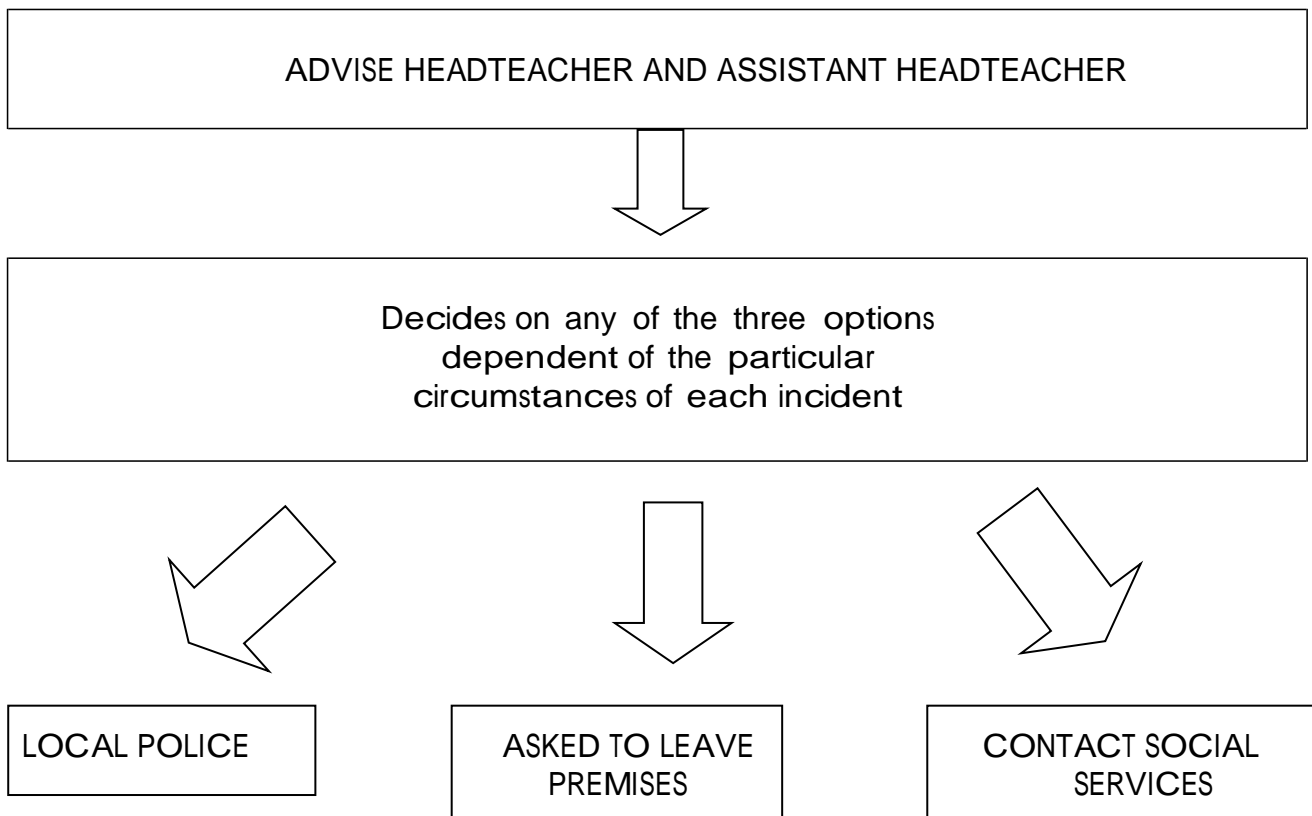 ADVISE HEADTEACHER AND ASSISTANT HEADTEACHER
Decides on any of the three options
dependent of the particular
circumstances of each incident
LOCAL POLICE
ASKED TO LEAVE
PREMISES
CONTACT SOCIAL
SERVICES